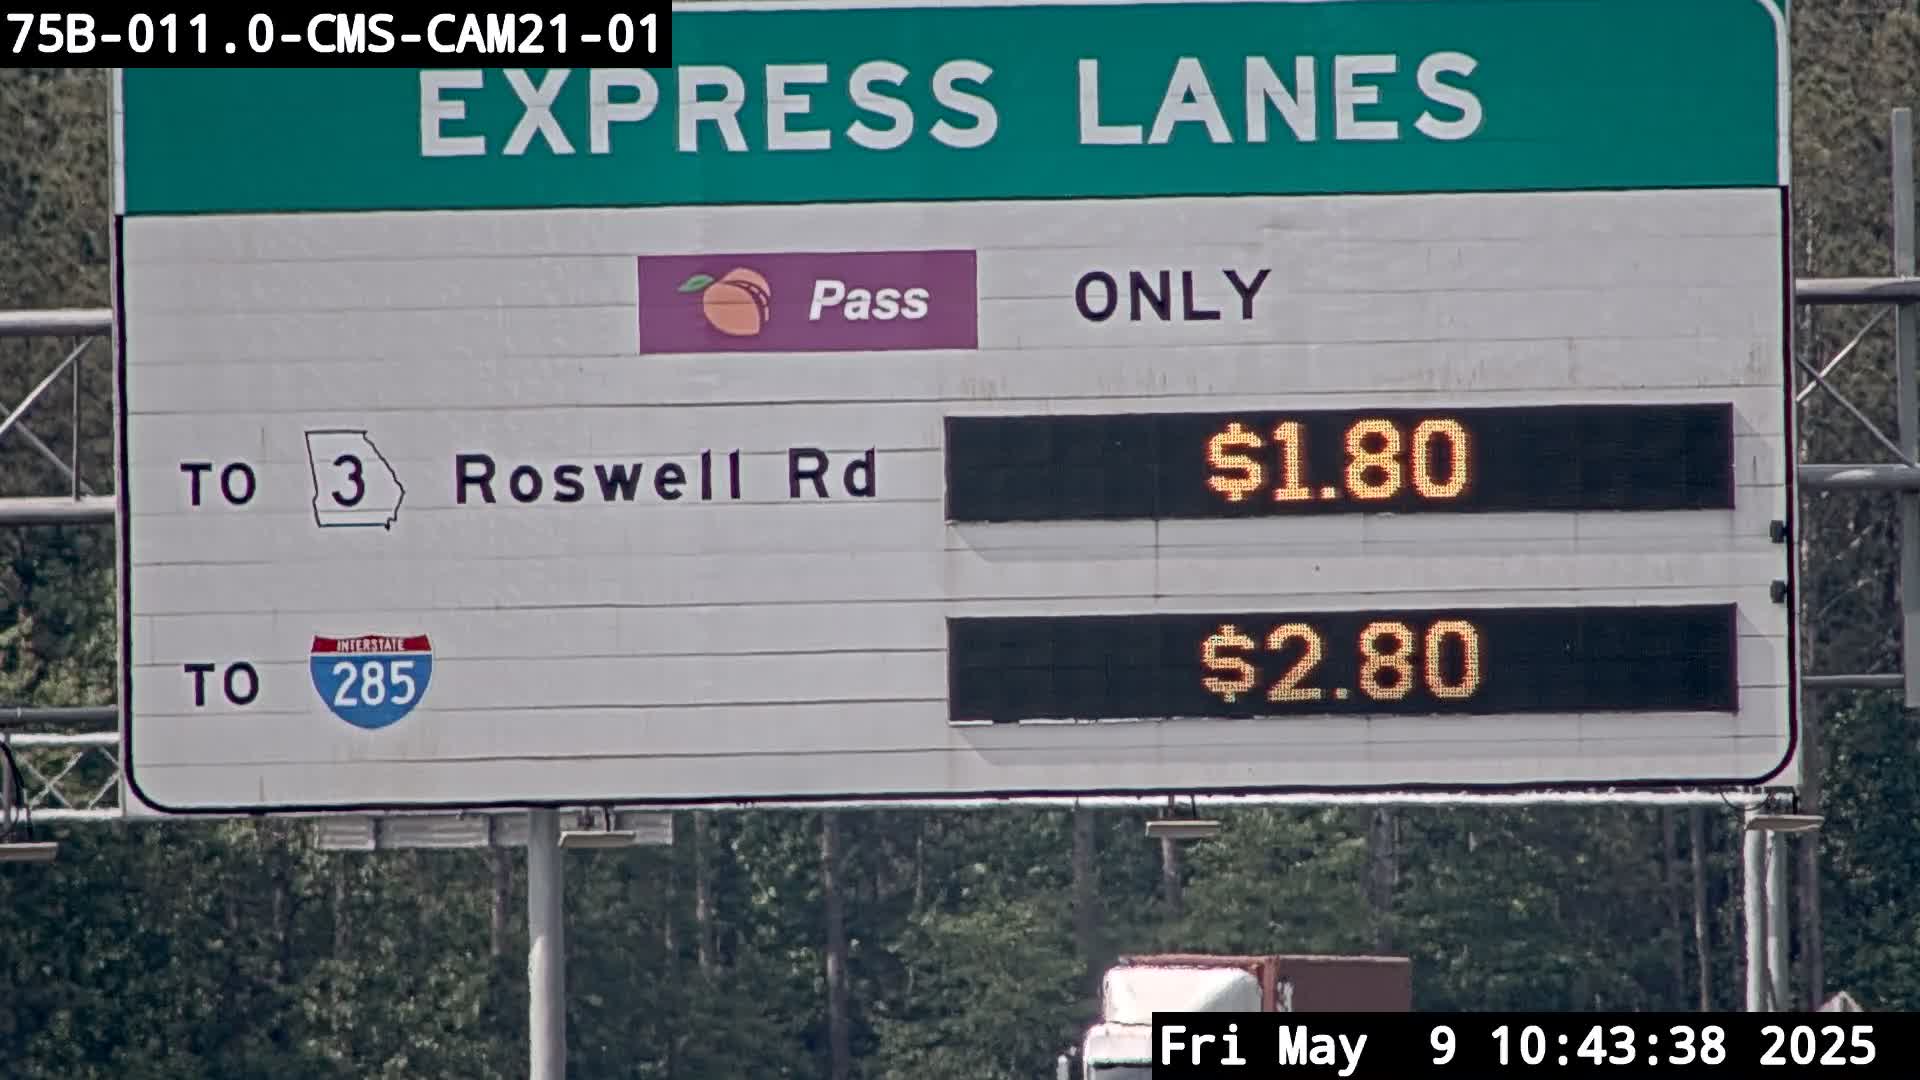 75B-011.0-CMS-CAM21-01
EXPRESS LANES
Pass ONLY
TO 3 Roswell Rd $1.80
INTERSTATE
TO 285 $2.80
Fri May 9 10:43:38 2025